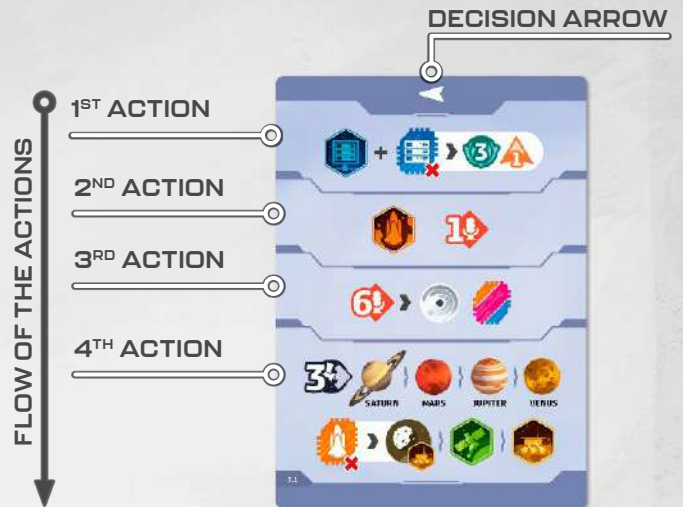 DECISION ARROW
FLOW OF THE ACTIONS
1ST ACTION
3 1
2ND ACTION
1
3RD ACTION
6
4TH ACTION
3
SATURN MARS JUPITER VENUS